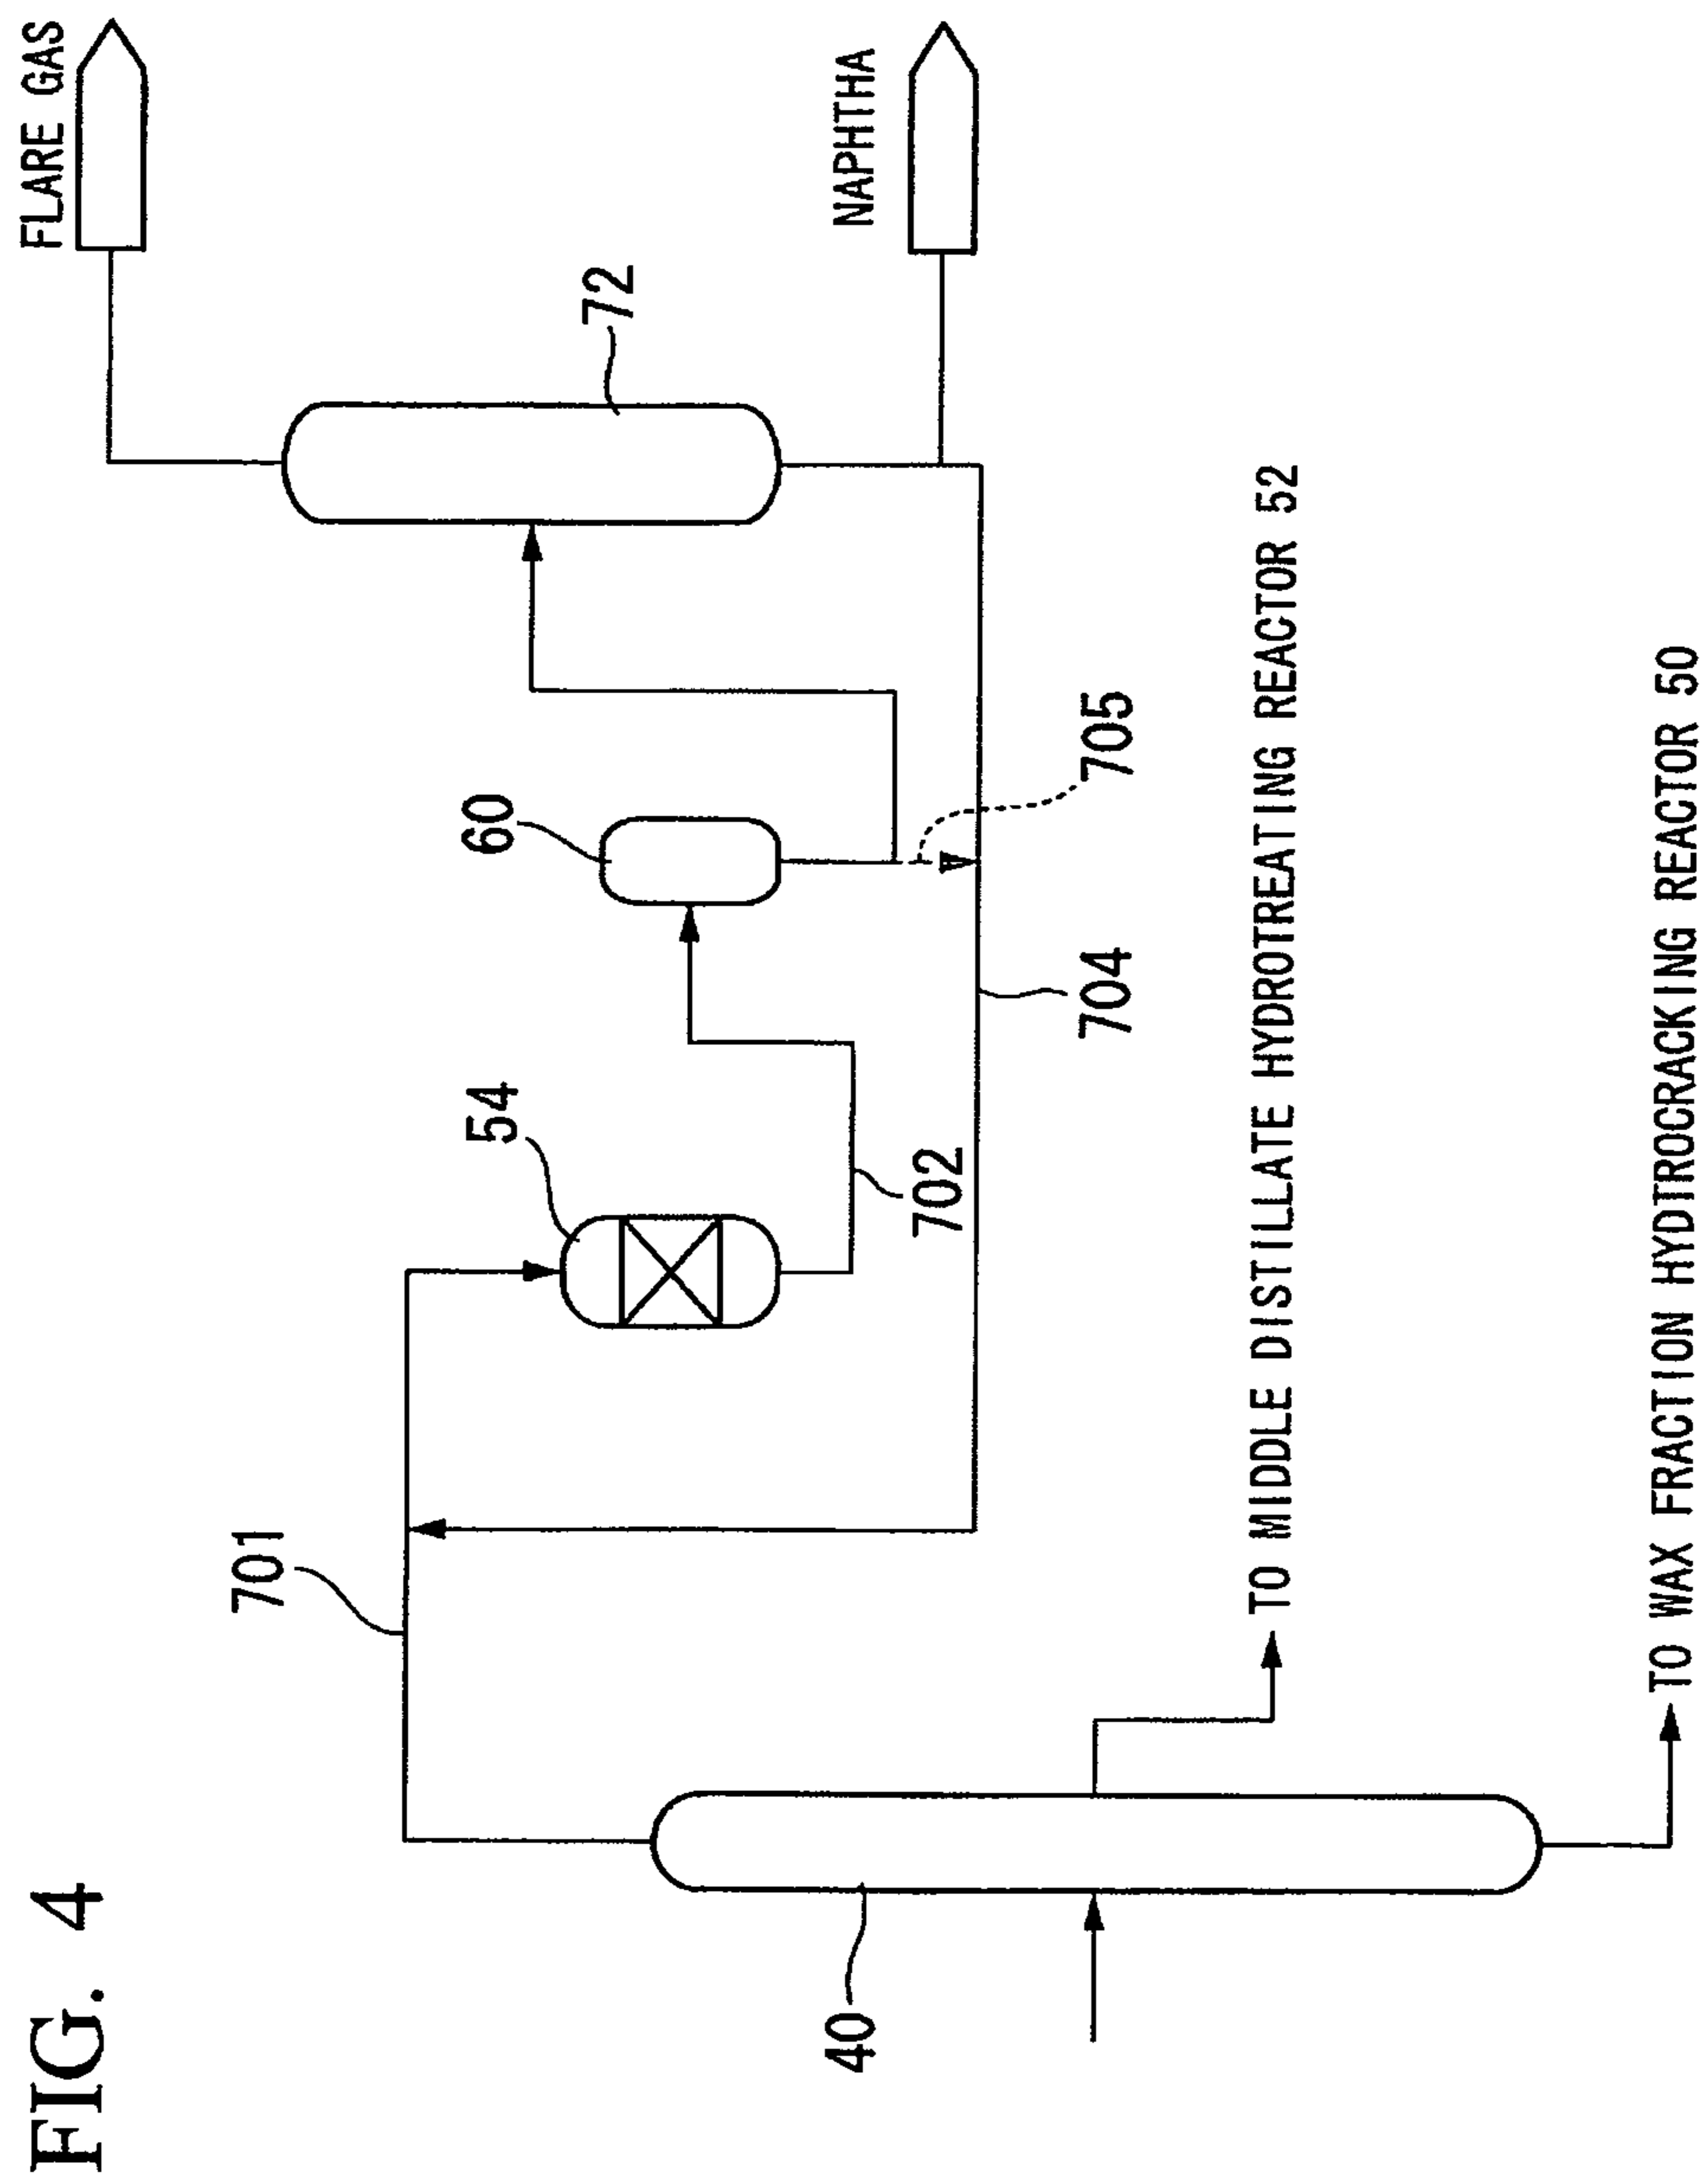 FIG. 4
FLARE GAS
701
54
60
72
NAPHTHA
40
702
704
705
TO MIDDLE DISTILLATE HYDROTREATING REACTOR 52
TO WAX FRACTION HYDTROCRACKING REACTOR 50